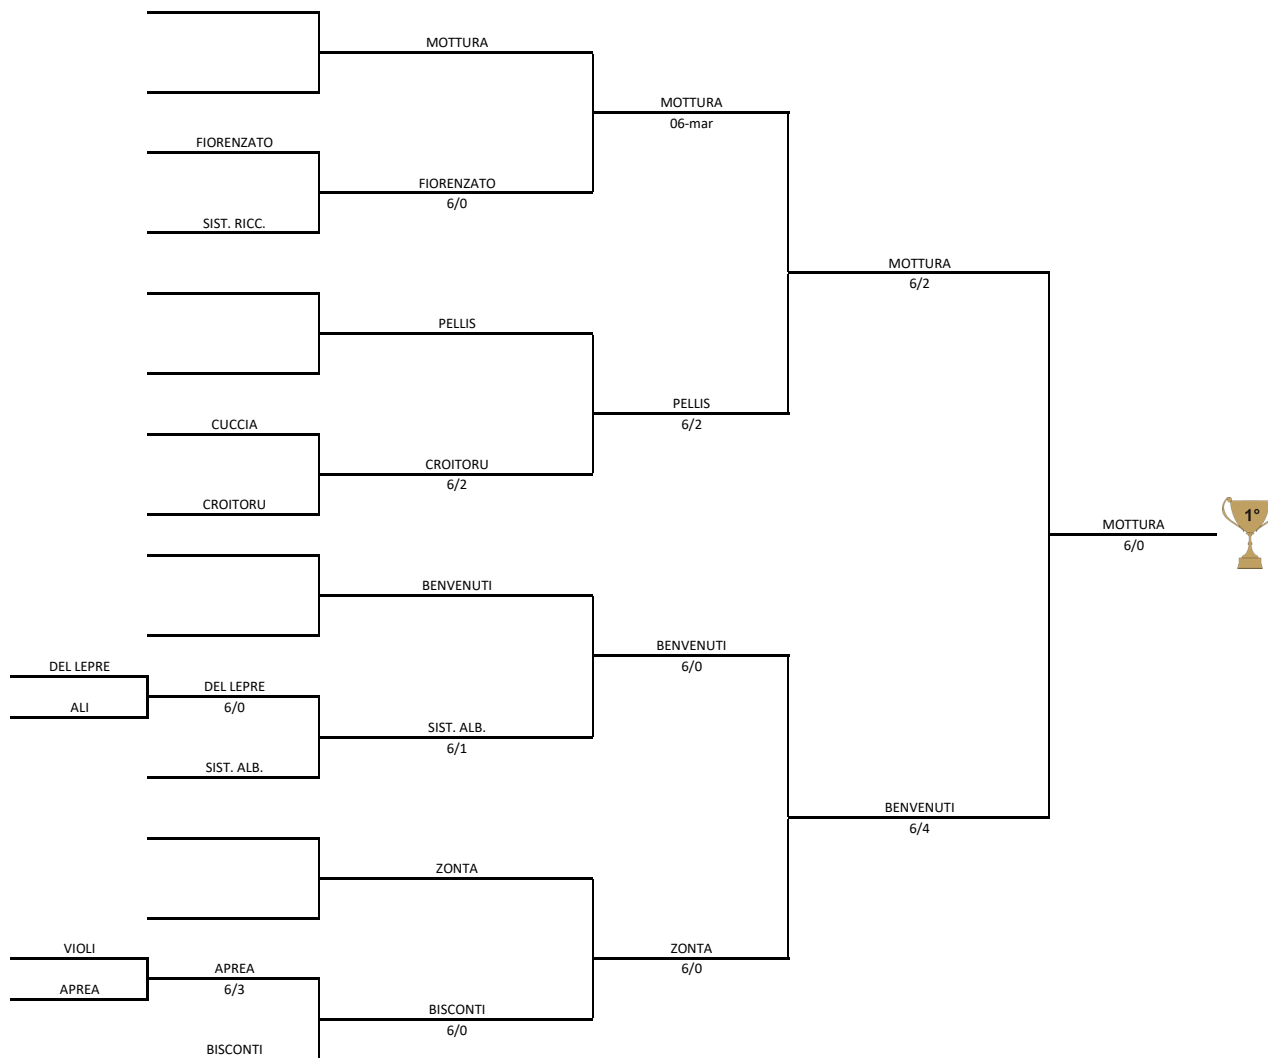 MOTTURA
MOTTURA
06-mar
FIORENZATO
FIORENZATO
6/0
SIST. RICC.
MOTTURA
6/2
PELLIS
PELLIS
6/2
CUCCIA
CROITORU
6/2
CROITORU
1°
MOTTURA
6/0
BENVENUTI
BENVENUTI
6/0
DEL LEPRE
DEL LEPRE
6/0
ALI
SIST. ALB.
6/1
SIST. ALB.
BENVENUTI
6/4
ZONTA
ZONTA
6/0
VIOLI
APREA
6/3
APREA
BISCONTI
6/0
BISCONTI